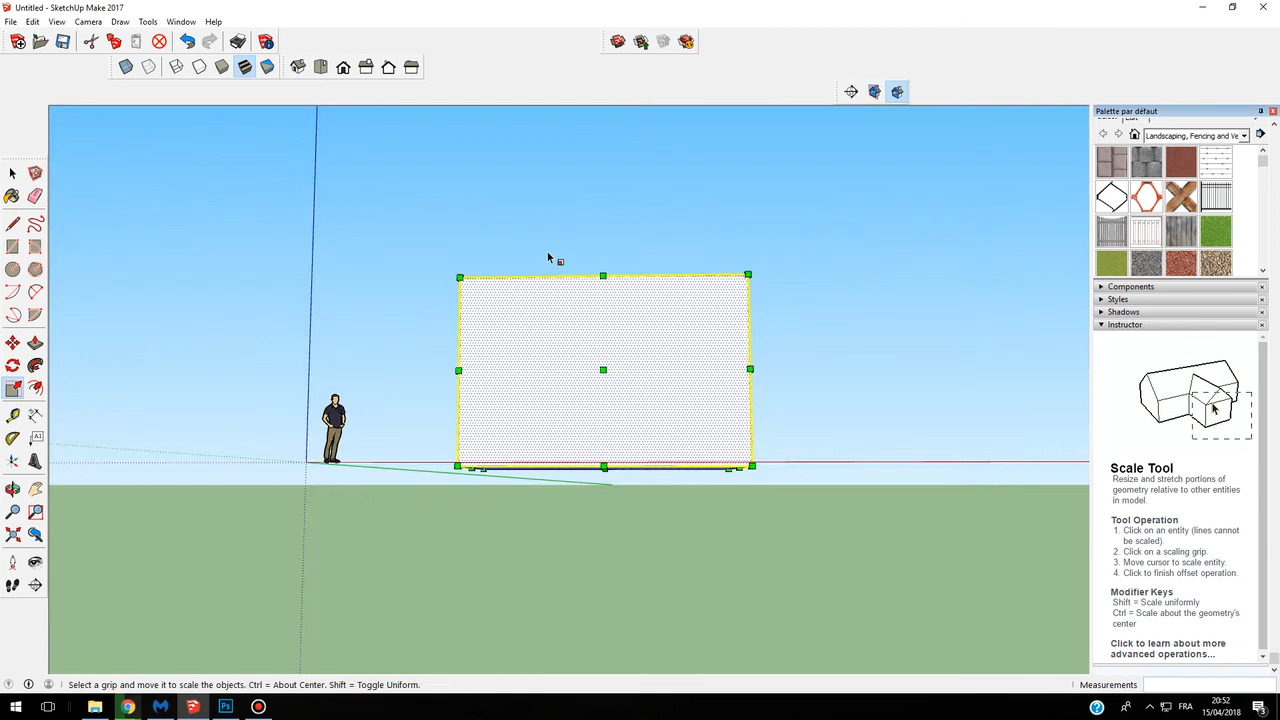 Untitled - SketchUp Make 2017
File Edit View Camera Draw Tools Window Help
Palette par défaut
Landscaping, Fencing and Ve
Components
Styles
Shadows
Instructor
Scale Tool
Resize and stretch portions of
geometry relative to other entities
in model.
Tool Operation
1. Click on an entity (lines cannot
be scaled).
2. Click on a scaling grip.
3. Move cursor to scale entity.
4. Click to finish offset operation.
Modifier Keys
Shift = Scale uniformly
Ctrl = Scale about the geometry's
center
Click to learn about more
advanced operations...
Select a grip and move it to scale the objects. Ctrl = About Center. Shift = Toggle Uniform.
Measurements
Ps
FRA
20:52
15/04/2018